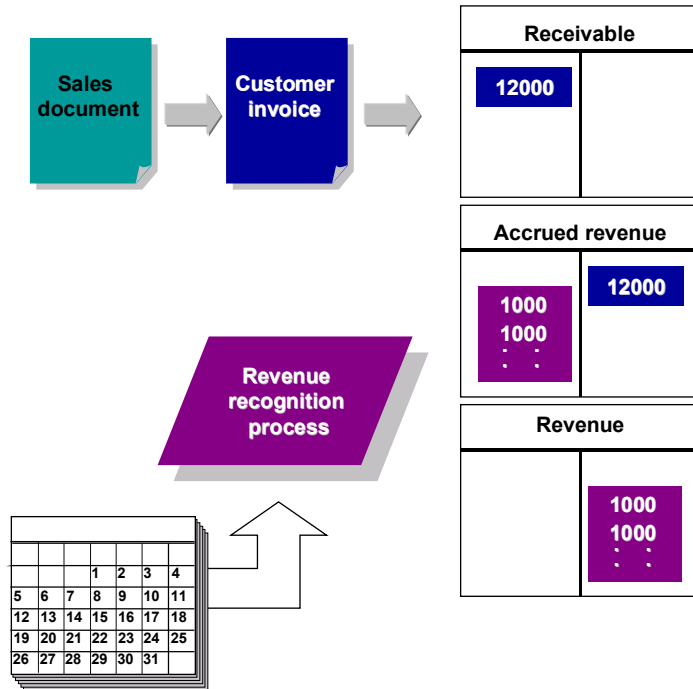 Sales
document
Customer
invoice
Receivable
12000
Accrued revenue
1000
1000
: :
12000
Revenue
recognition
process
Revenue
1000
1000
: :
1 2 3 4
5 6 7 8 9 10 11
12 13 14 15 16 17 18
19 20 21 22 23 24 25
26 27 28 29 30 31